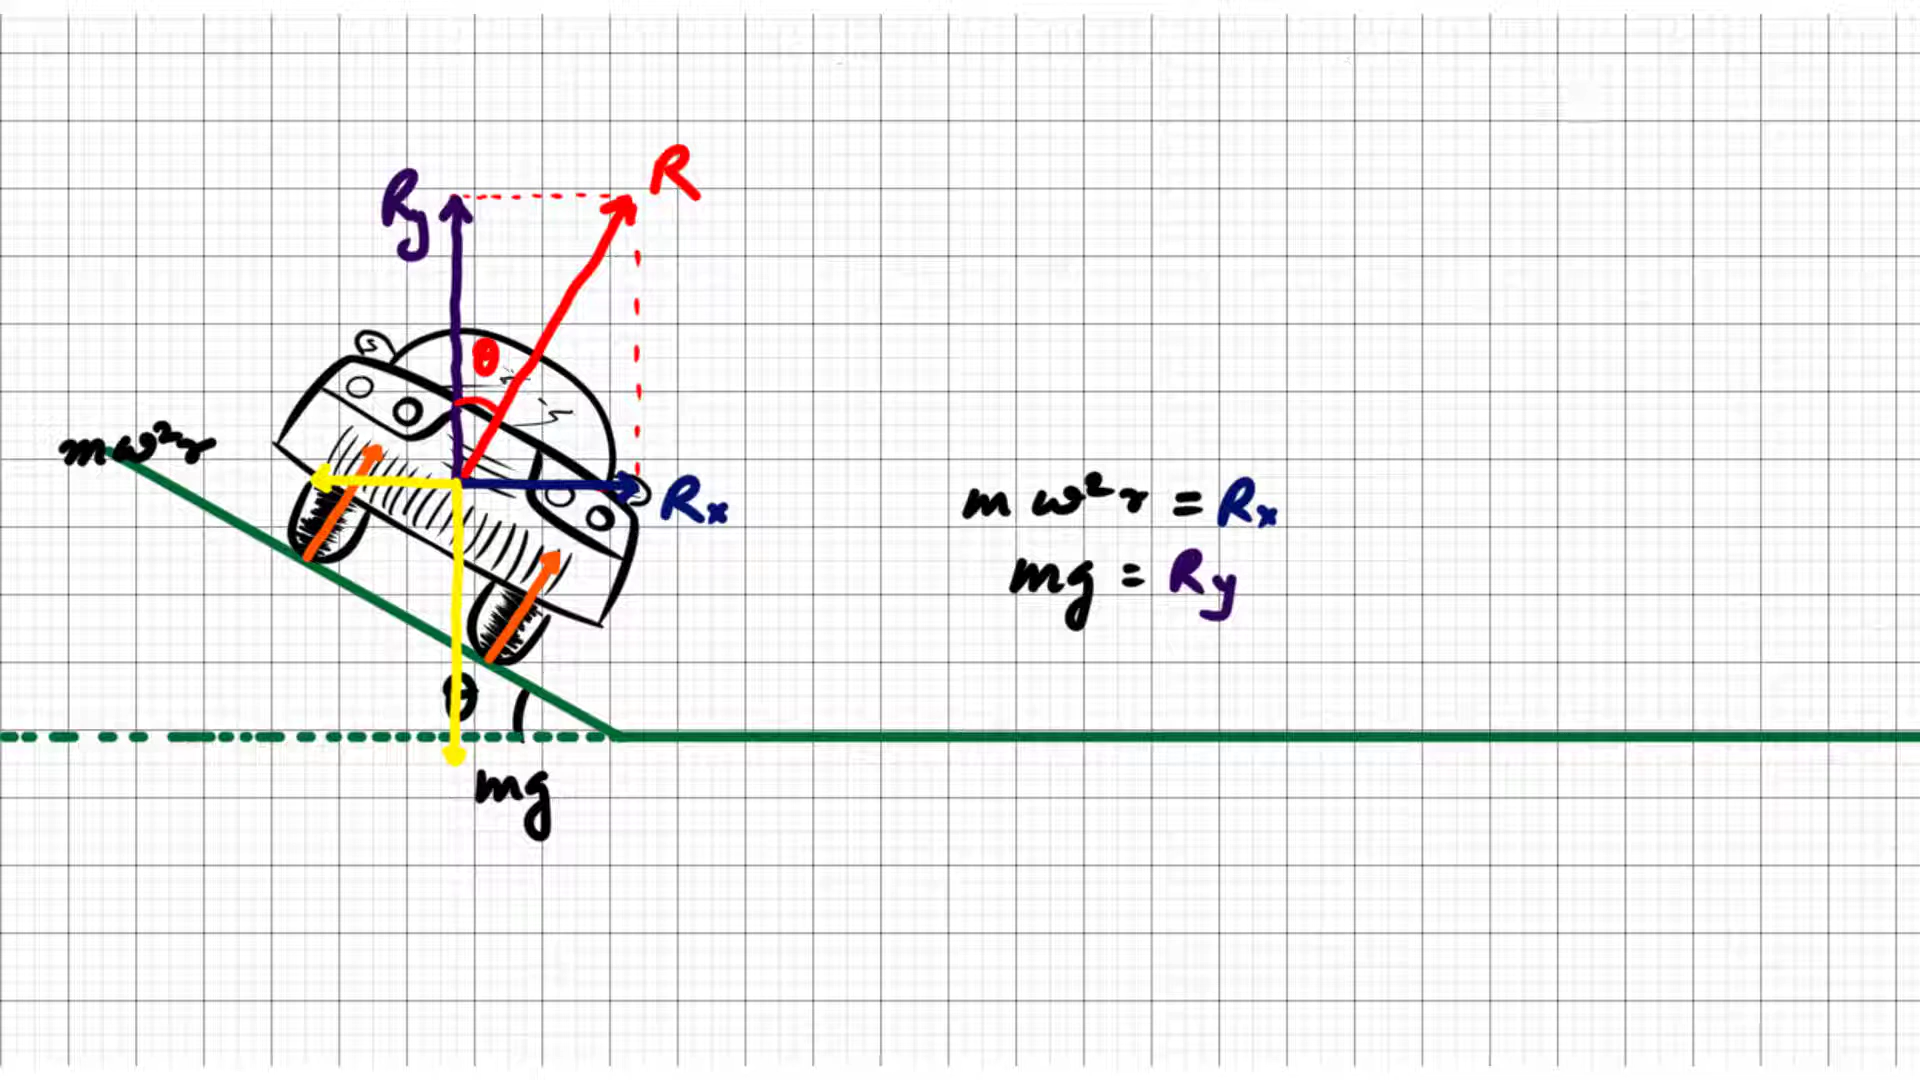 R
Ry
θ
mω²r
Rx
mω²r = Rx
mg = Ry
θ
mg